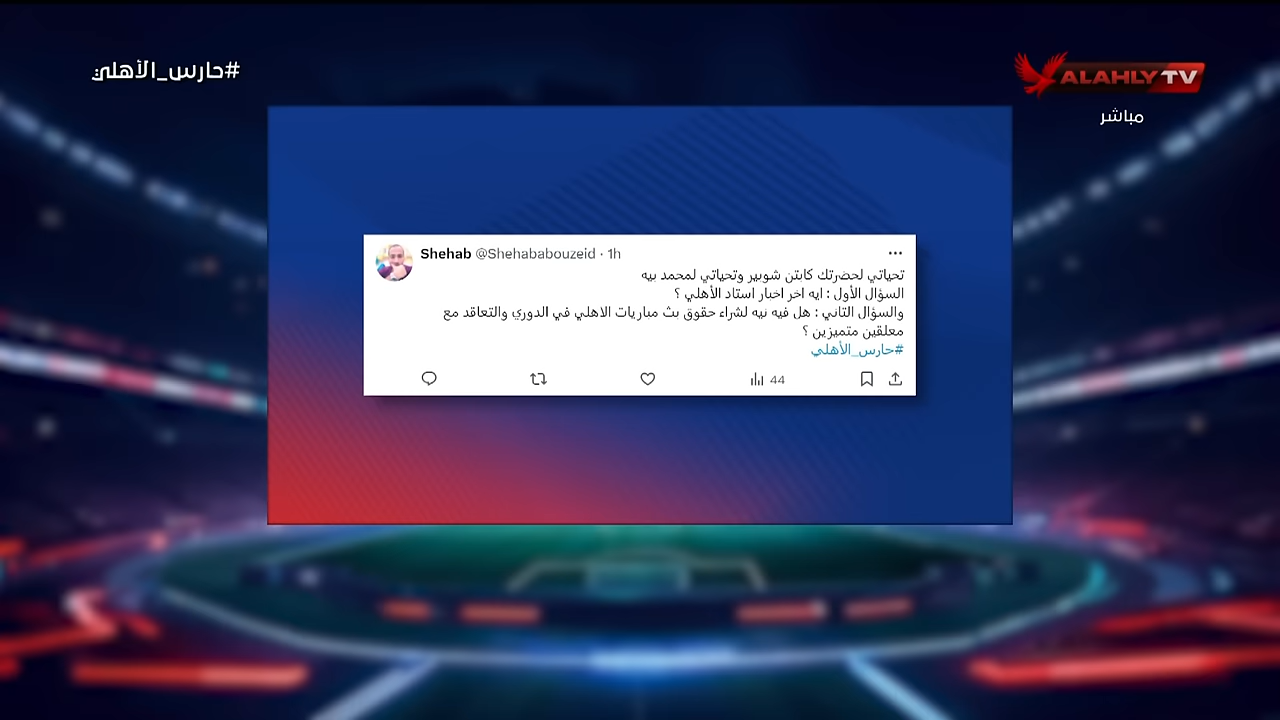 #حارس_الأهلي
ALAHLY TV
مباشر
Shehab @Shehababouzeid · 1h
تحياتي لحضرتك كابتن شوبير وتحياتي لمحمد بيه
السؤال الأول : ايه اخر اخبار استاد الأهلي ؟
والسؤال الثاني : هل فيه نيه لشراء حقوق بث مباريات الاهلي في الدوري والتعاقد مع
معلقين متميزين ؟
#حارس_الأهلي
44